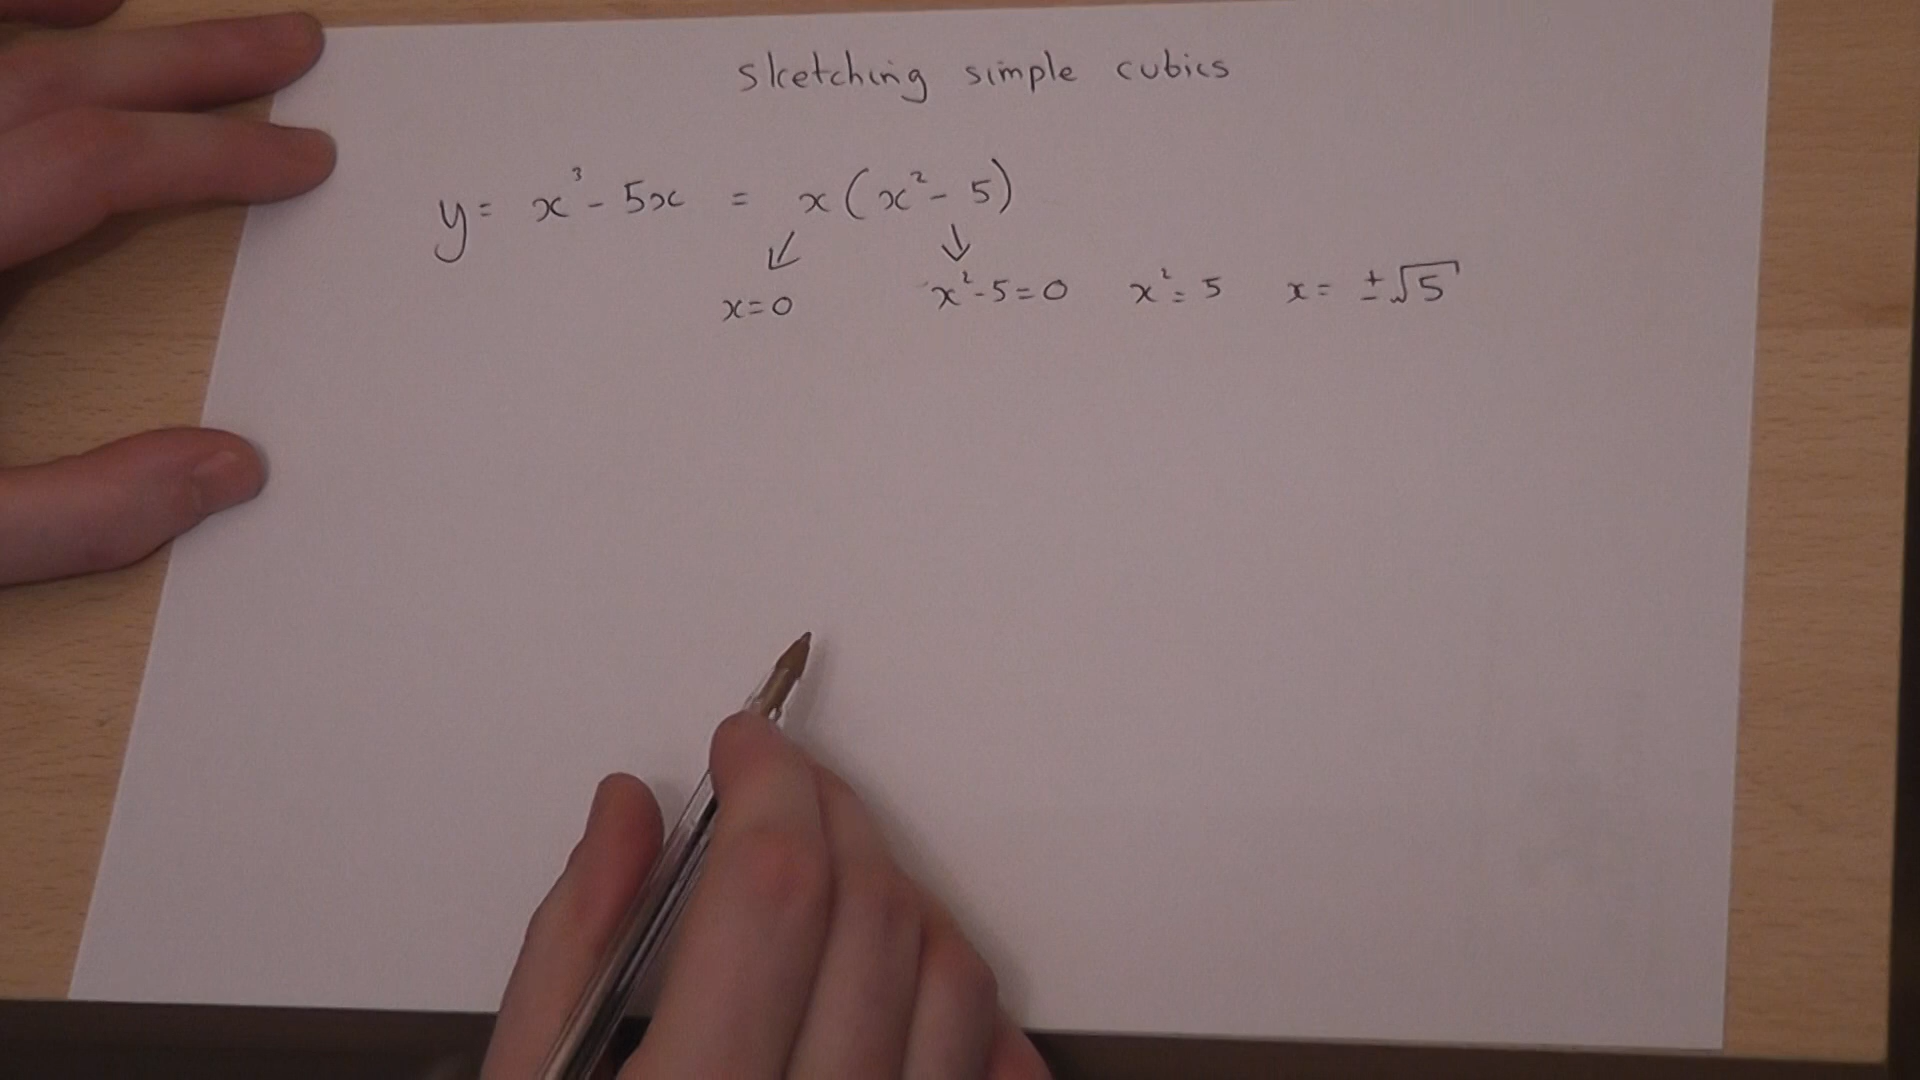 Sketching simple cubics
y = x³ - 5x = x(x² - 5)
↙ ↓
x=0 x²-5=0 x²=5 x= ±√5